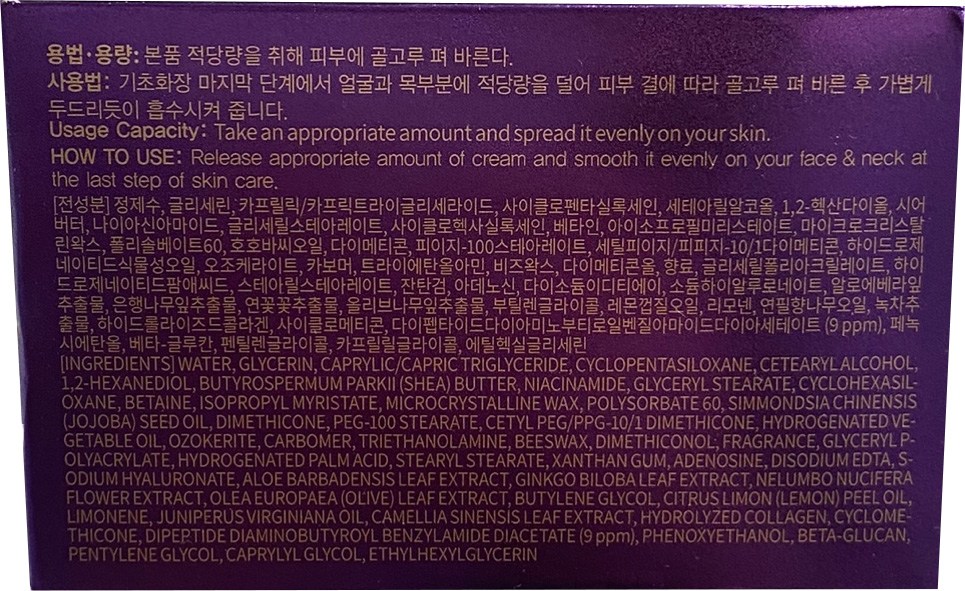 용법·용량: 본품 적당량을 취해 피부에 골고루 펴 바른다.
사용법: 기초화장 마지막 단계에서 얼굴과 목부분에 적당량을 덜어 피부 결에 따라 골고루 펴 바른 후 가볍게
두드리듯이 흡수시켜 줍니다.
Usage Capacity: Take an appropriate amount and spread it evenly on your skin.
HOW TO USE: Release appropriate amount of cream and smooth it evenly on your face & neck at
the last step of skin care.
[전성분] 정제수, 글리세린, 카프릴릭/카프릭트라이글리세라이드, 사이클로펜타실록세인, 세테아릴알코올, 1,2-헥산다이올, 시어
버터, 나이아신아마이드, 글리세릴스테아레이트, 사이클로헥사실록세인, 베타인, 아이소프로필미리스테이트, 마이크로크리스탈
린왁스, 폴리솔베이트60, 호호바씨오일, 다이메티콘, 피이지-100스테아레이트, 세틸피이지/피피지-10/1다이메티콘, 하이드로제
네이티드식물성오일, 오조케라이트, 카보머, 트라이에탄올아민, 비즈왁스, 다이메티콘올, 향료, 글리세릴폴리아크릴레이트, 하이
드로제네이티드팜애씨드, 스테아릴스테아레이트, 잔탄검, 아데노신, 다이소듐이디티에이, 소듐하이알루로네이트, 알로에베라잎
추출물, 은행나무잎추출물, 연꽃꽃추출물, 올리브나무잎추출물, 부틸렌글라이콜, 레몬껍질오일, 리모넨, 연필향나무오일, 녹차추
출물, 하이드롤라이즈드콜라겐, 사이클로메티콘, 다이펩타이드다이아미노부티로일벤질아마이드다이아세테이트 (9 ppm), 페녹
시에탄올, 베타-글루칸, 펜틸렌글라이콜, 카프릴릴글라이콜, 에틸헥실글리세린
[INGREDIENTS] WATER, GLYCERIN, CAPRYLIC/CAPRIC TRIGLYCERIDE, CYCLOPENTASILOXANE, CETEARYL ALCOHOL,
1,2-HEXANEDIOL, BUTYROSPERMUM PARKII (SHEA) BUTTER, NIACINAMIDE, GLYCERYL STEARATE, CYCLOHEXASIL-
OXANE, BETAINE, ISOPROPYL MYRISTATE, MICROCRYSTALLINE WAX, POLYSORBATE 60, SIMMONDSIA CHINENSIS
(JOJOBA) SEED OIL, DIMETHICONE, PEG-100 STEARATE, CETYL PEG/PPG-10/1 DIMETHICONE, HYDROGENATED VE-
GETABLE OIL, OZOKERITE, CARBOMER, TRIETHANOLAMINE, BEESWAX, DIMETHICONOL, FRAGRANCE, GLYCERYL P-
OLYACRYLATE, HYDROGENATED PALM ACID, STEARYL STEARATE, XANTHAN GUM, ADENOSINE, DISODIUM EDTA, S-
ODIUM HYALURONATE, ALOE BARBADENSIS LEAF EXTRACT, GINKGO BILOBA LEAF EXTRACT, NELUMBO NUCIFERA
FLOWER EXTRACT, OLEA EUROPAEA (OLIVE) LEAF EXTRACT, BUTYLENE GLYCOL, CITRUS LIMON (LEMON) PEEL OIL,
LIMONENE, JUNIPERUS VIRGINIANA OIL, CAMELLIA SINENSIS LEAF EXTRACT, HYDROLYZED COLLAGEN, CYCLOME-
THICONE, DIPEPTIDE DIAMINOBUTYROYL BENZYLAMIDE DIACETATE (9 ppm), PHENOXYETHANOL, BETA-GLUCAN,
PENTYLENE GLYCOL, CAPRYLYL GLYCOL, ETHYLHEXYLGLYCERIN